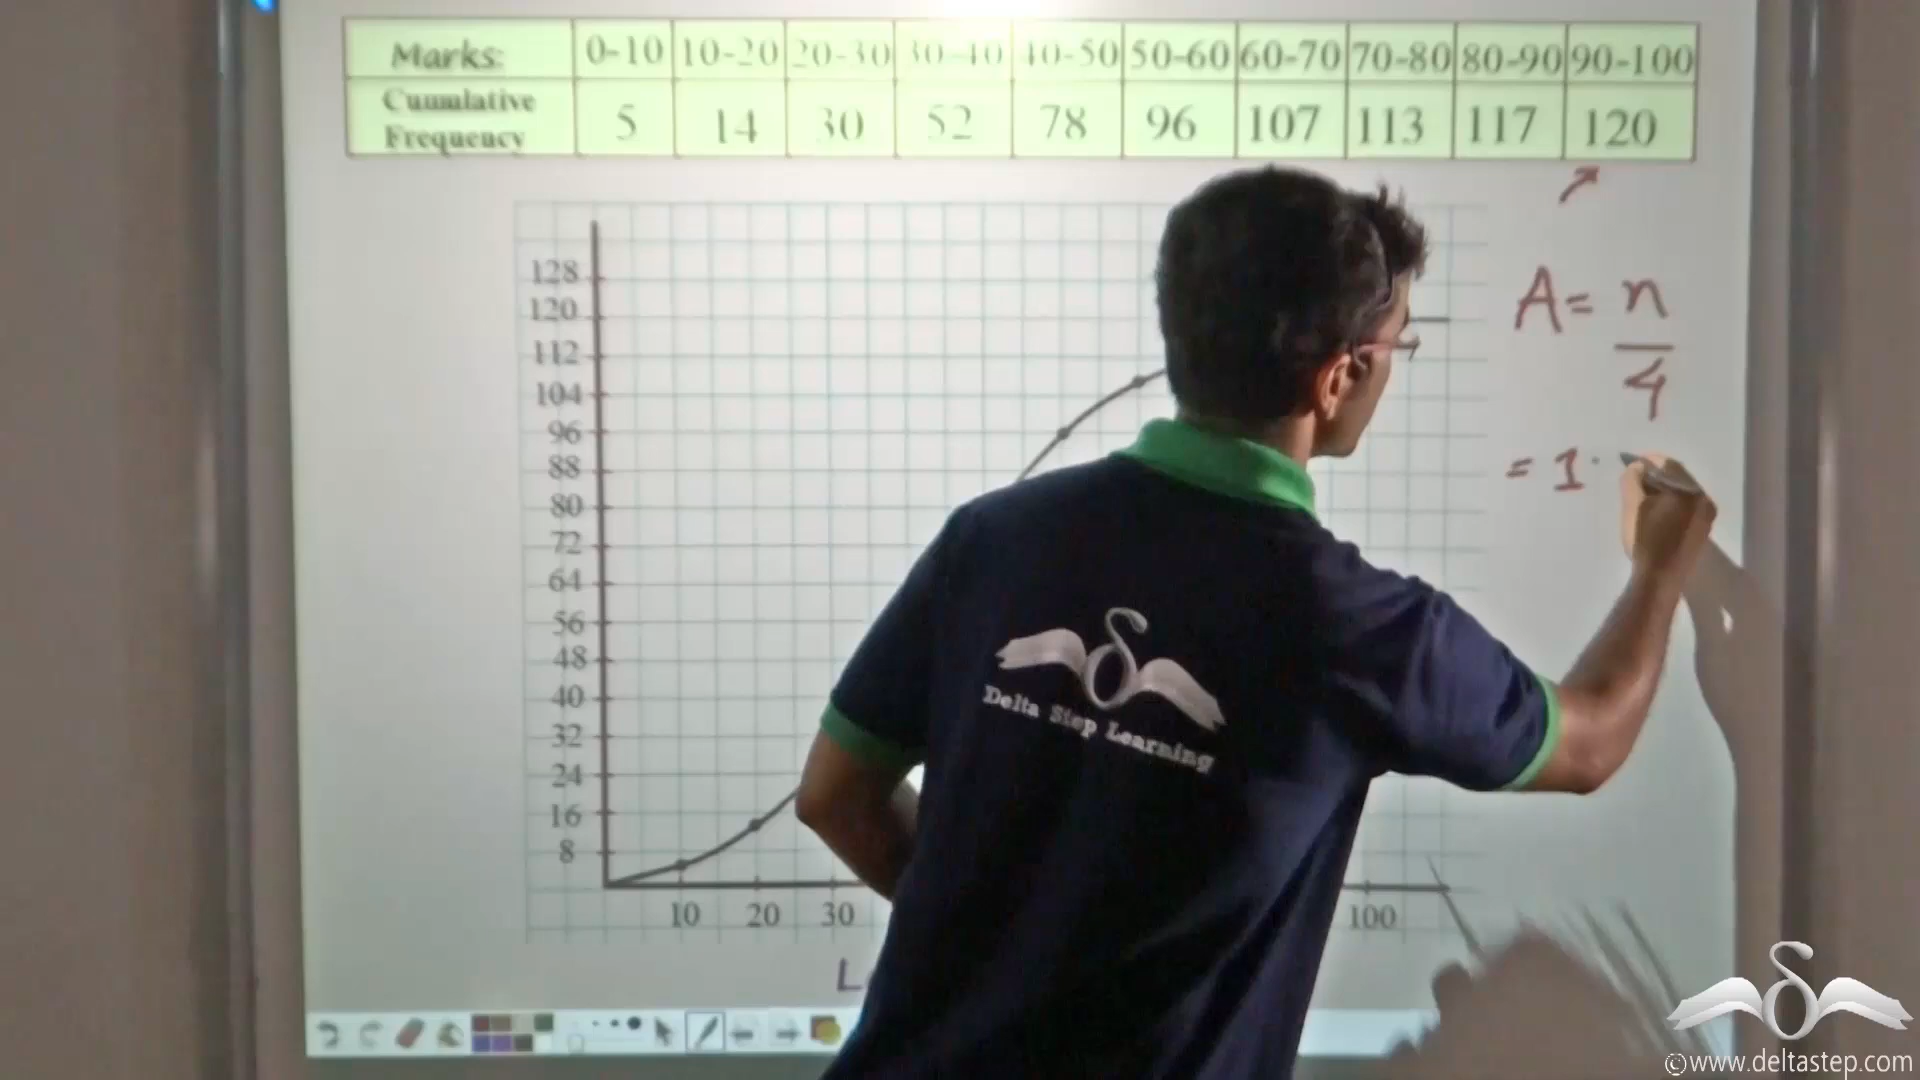 Marks: 0-10 10-20 20-30 30-40 40-50 50-60 60-70 70-80 80-90 90-100
Cumulative Frequency 5 14 30 52 78 96 107 113 117 120
128
120
112
104
96
88
80
72
64
56
48
40
32
24
16
8
10 20 30 100
A = n/4
= 1
Delta Step Learning
©www.deltastep.com